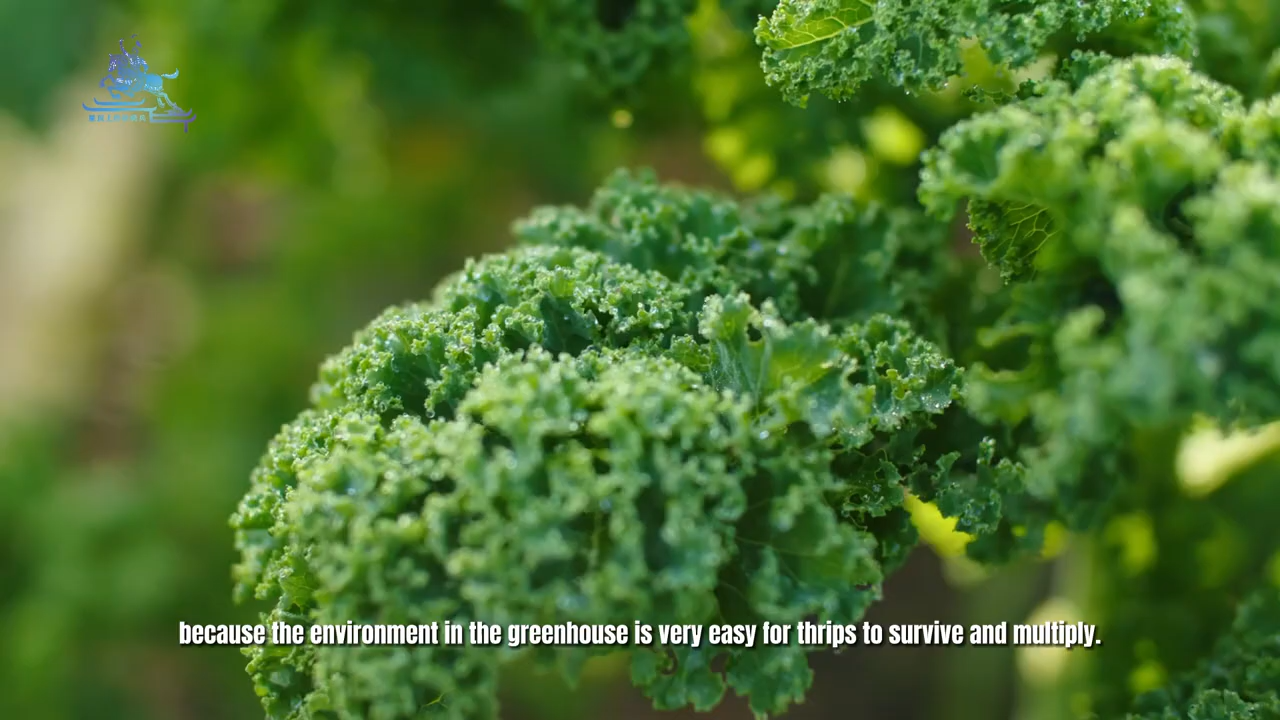 because the environment in the greenhouse is very easy for thrips to survive and multiply.